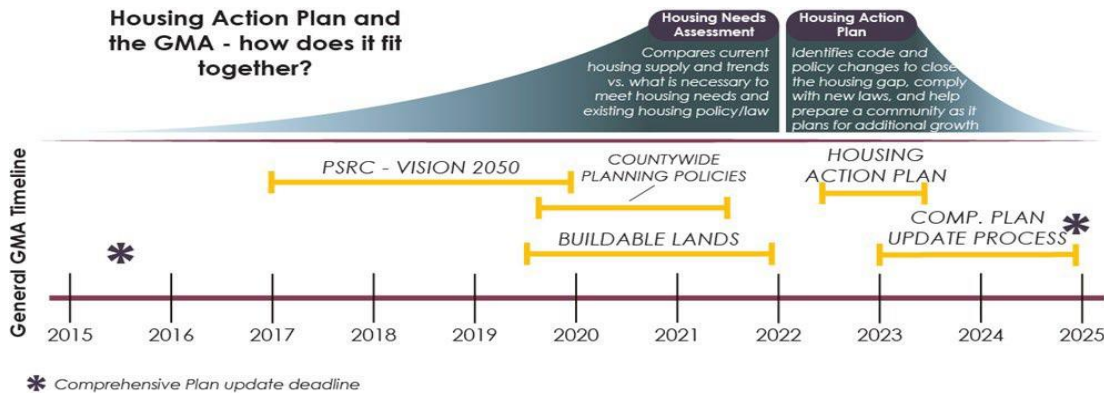 Housing Action Plan and
the GMA - how does it fit
together?
Housing Needs
Assessment
Compares current
housing supply and trends
vs. what is necessary to
meet housing needs and
existing housing policy/law
Housing Action
Plan
Identifies code and
policy changes to close
the housing gap, comply
with new laws, and help
prepare a community as it
plans for additional growth
General GMA Timeline
PSRC - VISION 2050
COUNTYWIDE
PLANNING POLICIES
HOUSING
ACTION PLAN
BUILDABLE LANDS
COMP. PLAN
UPDATE PROCESS
*
*
2015 2016 2017 2018 2019 2020 2021 2022 2023 2024 2025
* Comprehensive Plan update deadline